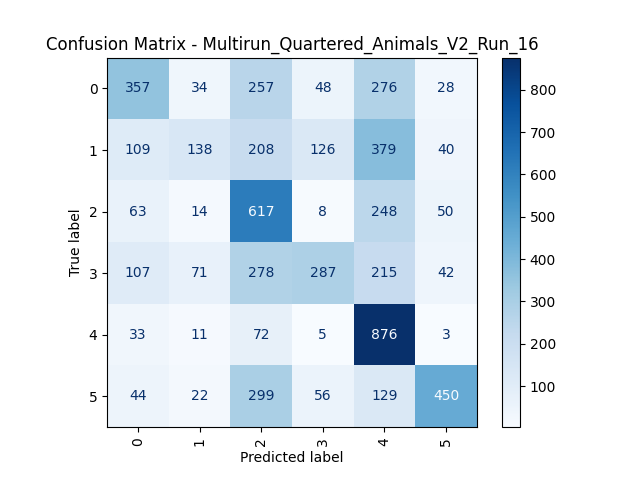 Confusion Matrix - Multirun_Quartered_Animals_V2_Run_16
True label
0 357 34 257 48 276 28
1 109 138 208 126 379 40
2 63 14 617 8 248 50
3 107 71 278 287 215 42
4 33 11 72 5 876 3
5 44 22 299 56 129 450
0 1 2 3 4 5
Predicted label
800
700
600
500
400
300
200
100